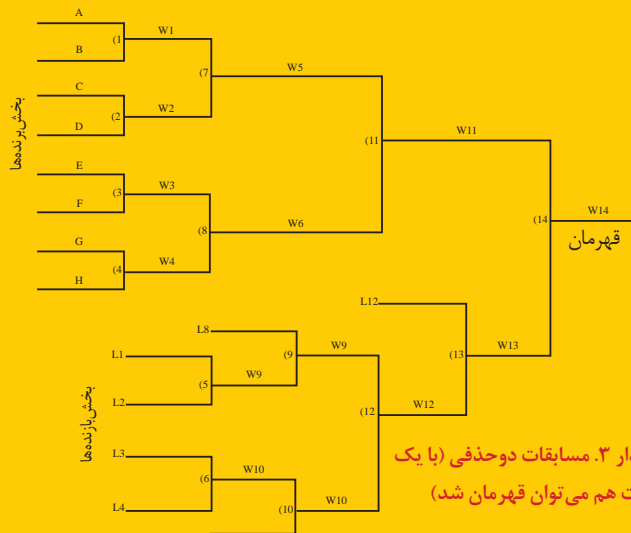 A
W1
(1
B
(7
W5
C
W2
(2
D
بخش برنده‌ها
W11
(11
E
W3
(3
F
(8
W6
W14
(14
قهرمان
G
W4
(4
H
L12
L8
(9
W9
(13
W13
L1
(5
W9
L2
بخش بازنده‌ها
(12
W12
L3
(6
W10
L4
(10
W10
دار ۳. مسابقات دوحذفی (با یک
ت هم می‌توان قهرمان شد)